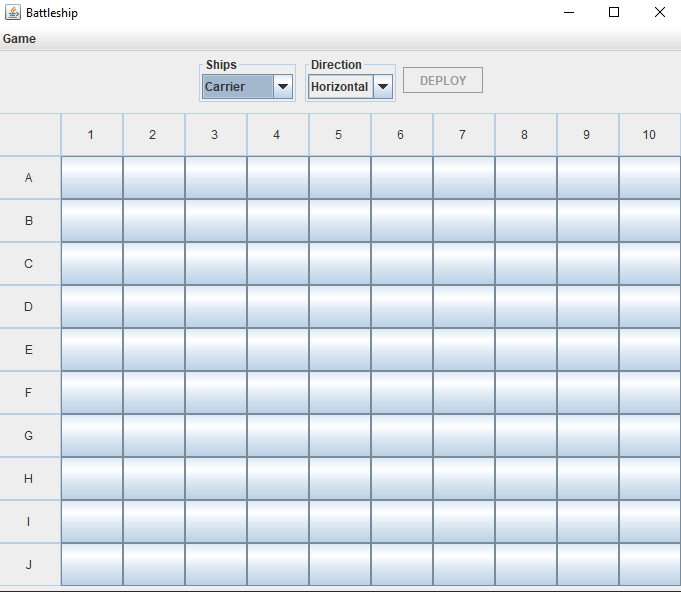 Battleship
Game
Ships Direction
Carrier Horizontal DEPLOY
1 2 3 4 5 6 7 8 9 10
A
B
C
D
E
F
G
H
I
J